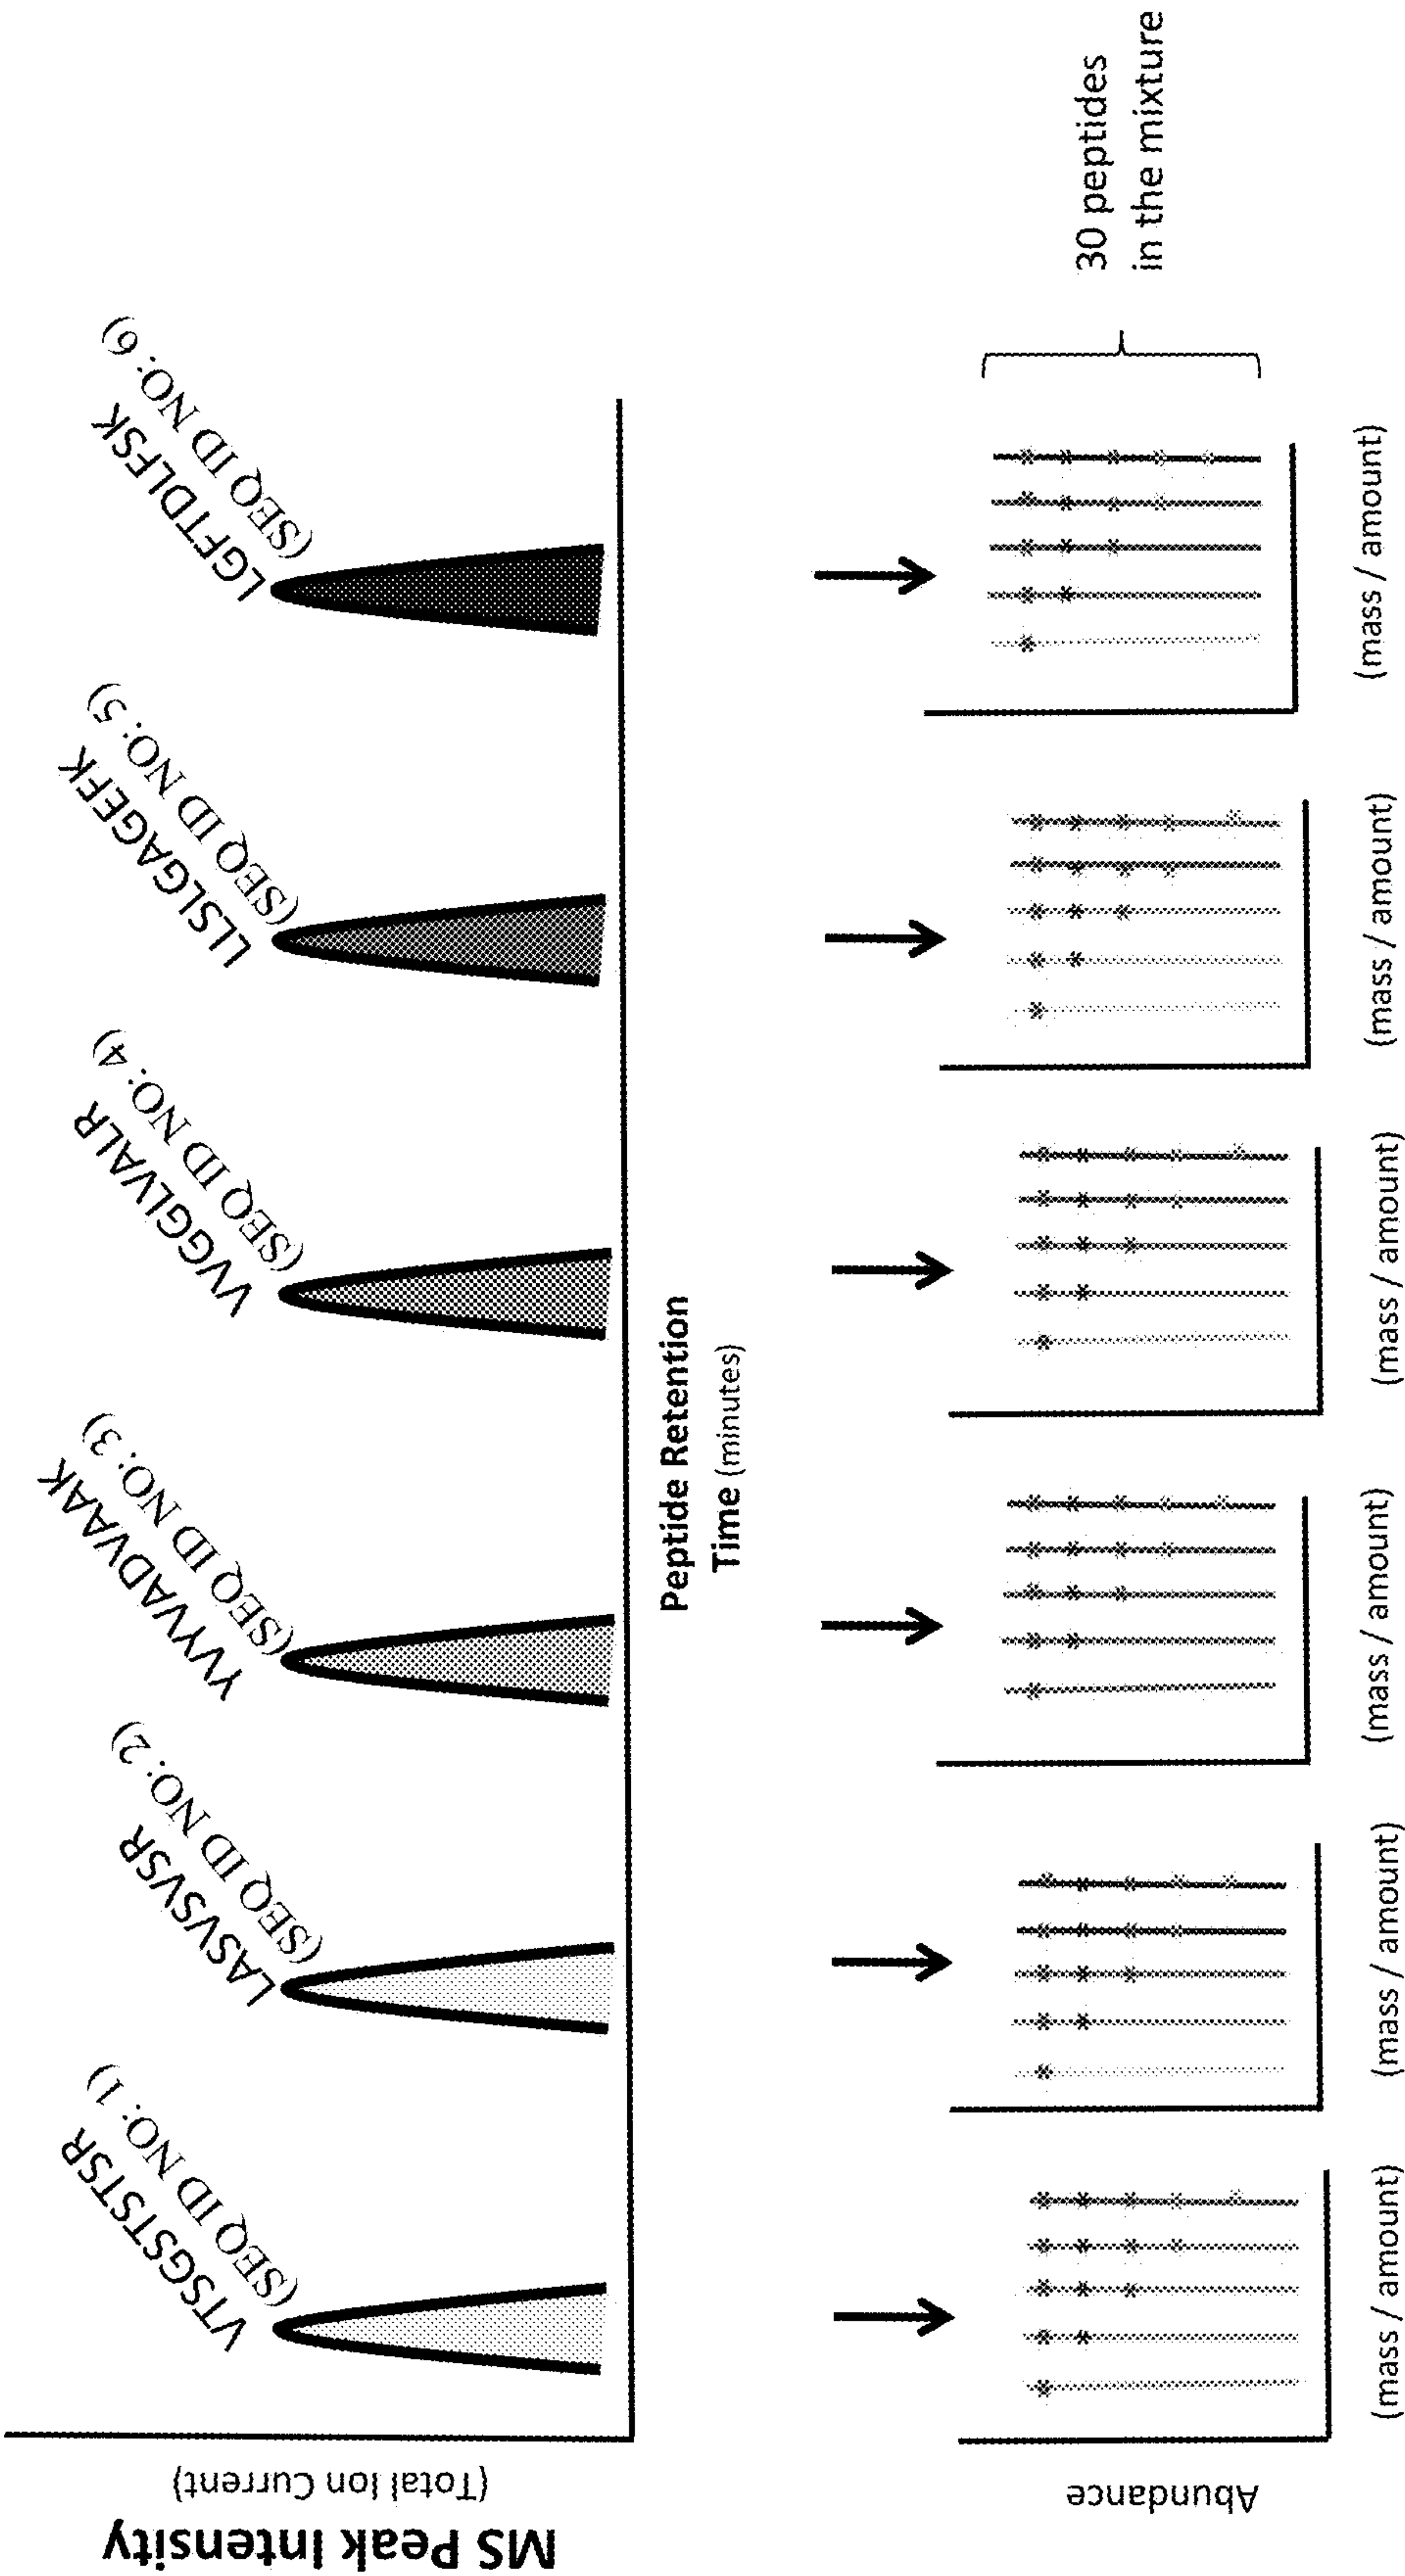 MS Peak Intensity
(Total Ion Current)
VTSGSTSTSR
(SEQ ID NO: 1)
LASVSVSR
(SEQ ID NO: 2)
YVYVADVAAK
(SEQ ID NO: 3)
VVGGLVALR
(SEQ ID NO: 4)
LLSLGAGEFK
(SEQ ID NO: 5)
LGFTDLFSK
(SEQ ID NO: 6)
Peptide Retention
Time (minutes)
Abundance
(mass / amount)
(mass / amount)
(mass / amount)
(mass / amount)
(mass / amount)
(mass / amount)
30 peptides
in the mixture